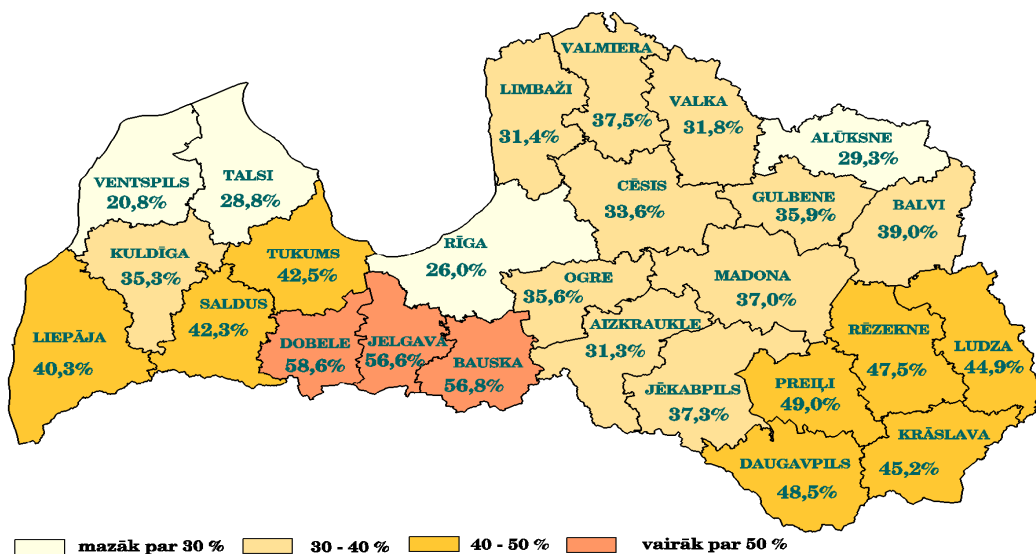 VALMIERA
37,5%
LIMBAŽI
31,4%
VALKA
31,8%
ALŪKSNE
29,3%
VENTSPILS
20,8%
TALSI
28,8%
CĒSIS
33,6%
GULBENE
35,9%
BALVI
39,0%
KULDĪGA
35,3%
TUKUMS
42,5%
RĪGA
26,0%
OGRE
35,6%
MADONA
37,0%
LIEPĀJA
40,3%
SALDUS
42,3%
DOBELE
58,6%
JELGAVA
56,6%
BAUSKA
56,8%
AIZKRAUKLE
31,3%
JĒKABPILS
37,3%
RĒZEKNE
47,5%
LUDZA
44,9%
PREIĻI
49,0%
DAUGAVPILS
48,5%
KRĀSLAVA
45,2%
mazāk par 30 % 30 - 40 % 40 - 50 % vairāk par 50 %